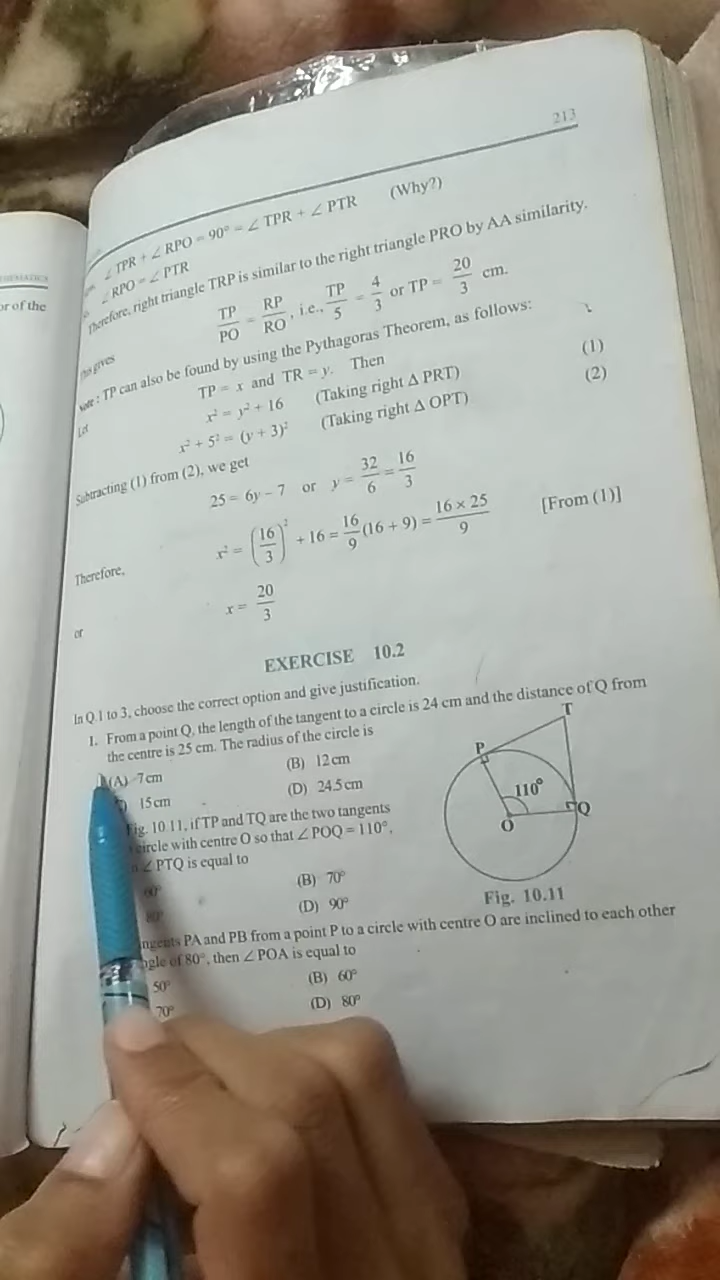 213
∠TPR + ∠RPO = 90° = ∠TPR + ∠PTR (Why?)
∠RPO = ∠PTR
Therefore, right triangle TRP is similar to the right triangle PRO by AA similarity.
This gives TP/PO = RP/RO, i.e., TP/5 = 4/3 or TP = 20/3 cm.
Note : TP can also be found by using the Pythagoras Theorem, as follows:
Let TP = x and TR = y. Then
x² = y² + 16 (Taking right Δ PRT) (1)
x² + 5² = (y + 3)² (Taking right Δ OPT) (2)
Subtracting (1) from (2), we get
25 = 6y – 7 or y = 32/6 = 16/3
Therefore, x² = (16/3)² + 16 = 16/9 (16 + 9) = 16 × 25/9 [From (1)]
or x = 20/3
EXERCISE 10.2
In Q.1 to 3, choose the correct option and give justification.
1. From a point Q, the length of the tangent to a circle is 24 cm and the distance of Q from
the centre is 25 cm. The radius of the circle is
(A) 7 cm (B) 12 cm
15 cm (D) 24.5 cm
Fig. 10.11, if TP and TQ are the two tangents
circle with centre O so that ∠POQ = 110°,
∠PTQ is equal to
60° (B) 70°
80° (D) 90°
T
P
110°
O
Q
Fig. 10.11
PA and PB from a point P to a circle with centre O are inclined to each other
of 80°, then ∠POA is equal to
50° (B) 60°
70° (D) 80°
or of the